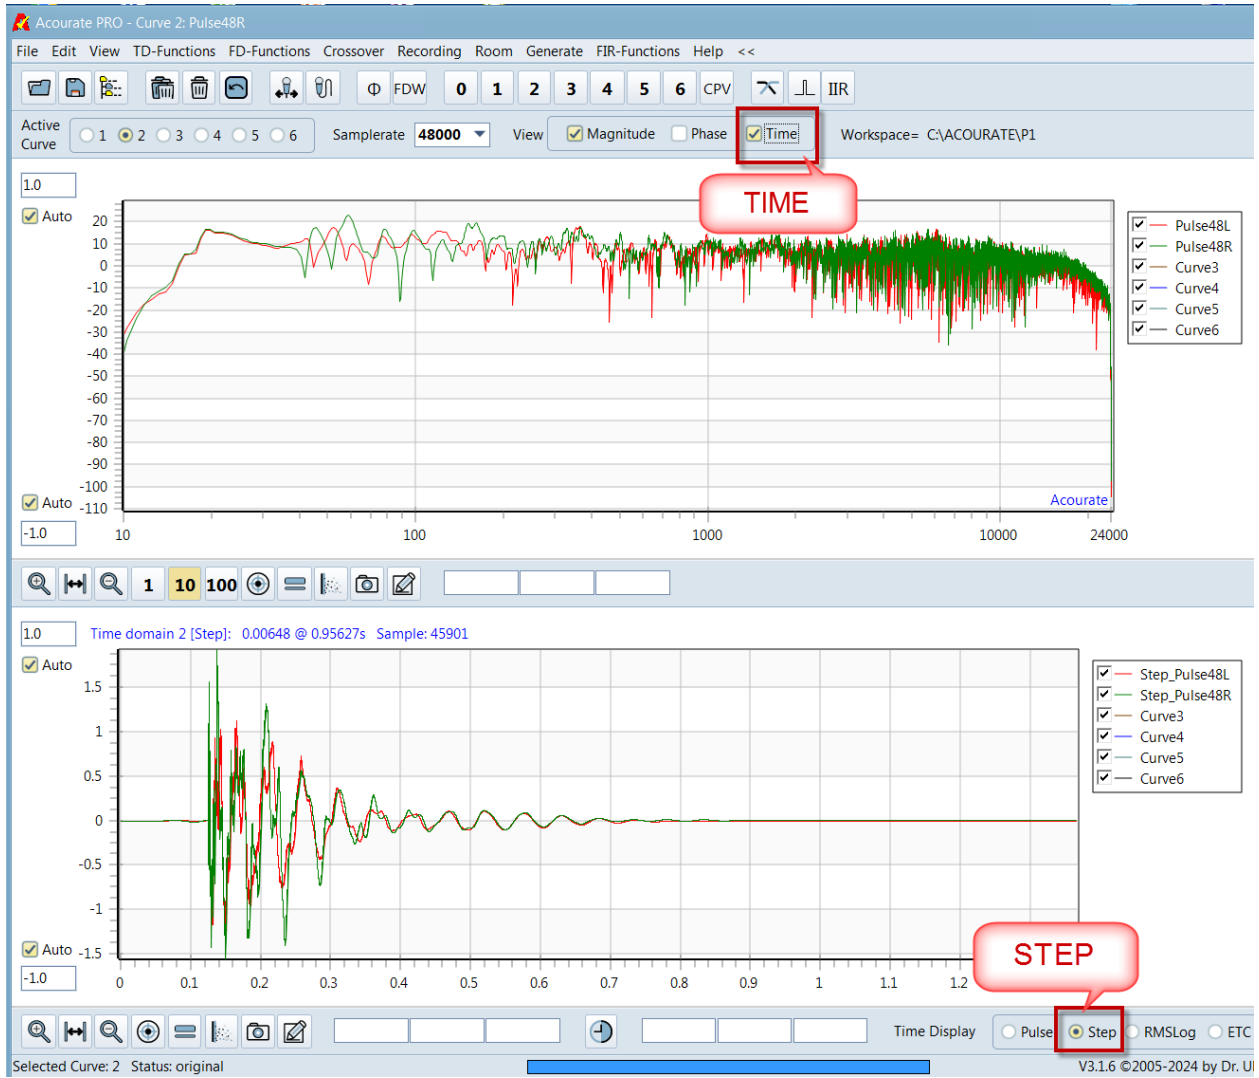 Acourate PRO - Curve 2: Pulse48R
File Edit View TD-Functions FD-Functions Crossover Recording Room Generate FIR-Functions Help <<
Φ FDW 0 1 2 3 4 5 6 CPV IIR
Active Curve 1 2 3 4 5 6 Samplerate 48000 View Magnitude Phase Time Workspace= C:\ACOURATE\P1
TIME
1.0
Auto
20
10
0
-10
-20
-30
-40
-50
-60
-70
-80
-90
-100
-110
Auto
-1.0
Pulse48L
Pulse48R
Curve3
Curve4
Curve5
Curve6
Acourate
10 100 1000 10000 24000
1 10 100
1.0
Time domain 2 [Step]: 0.00648 @ 0.95627s Sample: 45901
Auto
1.5
1
0.5
0
-0.5
-1
-1.5
Auto
-1.0
Step_Pulse48L
Step_Pulse48R
Curve3
Curve4
Curve5
Curve6
STEP
0 0.1 0.2 0.3 0.4 0.5 0.6 0.7 0.8 0.9 1 1.1 1.2
Time Display Pulse Step RMSLog ETC
Selected Curve: 2 Status: original
V3.1.6 ©2005-2024 by Dr.